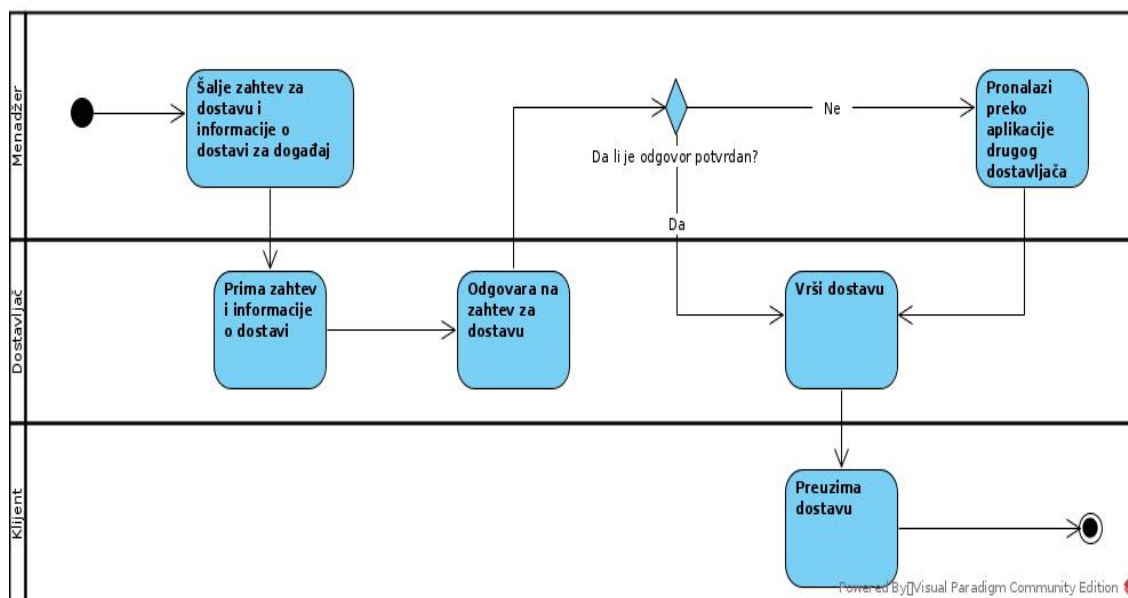 Menadžer
Šalje zahtev za
dostavu i
informacije o
dostavi za događaj
Da li je odgovor potvrdan?
Ne
Da
Pronalazi
preko
aplikacije
drugog
dostavljača
Dostavljač
Prima zahtev
i informacije
o dostavi
Odgovara na
zahtev za
dostavu
Vrši dostavu
Klijent
Preuzima
dostavu
Powered By▯Visual Paradigm Community Edition